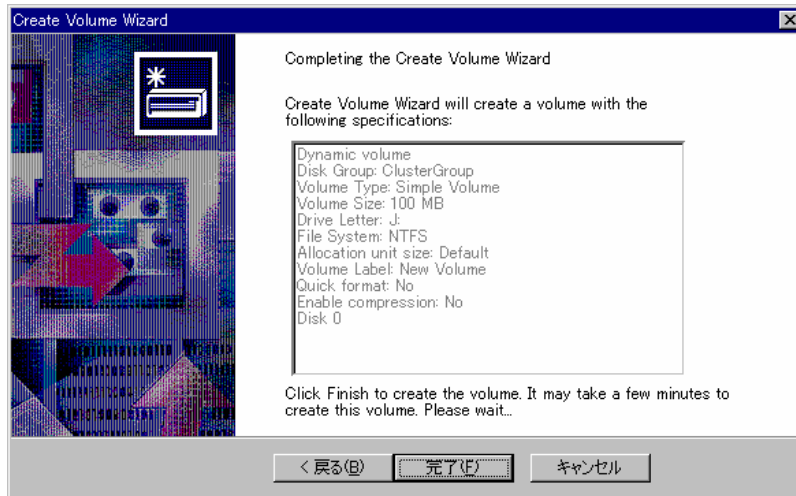 Create Volume Wizard
Completing the Create Volume Wizard
Create Volume Wizard will create a volume with the
following specifications:
Dynamic volume
Disk Group: ClusterGroup
Volume Type: Simple Volume
Volume Size: 100 MB
Drive Letter: J:
File System: NTFS
Allocation unit size: Default
Volume Label: New Volume
Quick format: No
Enable compression: No
Disk 0
Click Finish to create the volume. It may take a few minutes to
create this volume. Please wait...
< 戻る(B) 完了(F) キャンセル